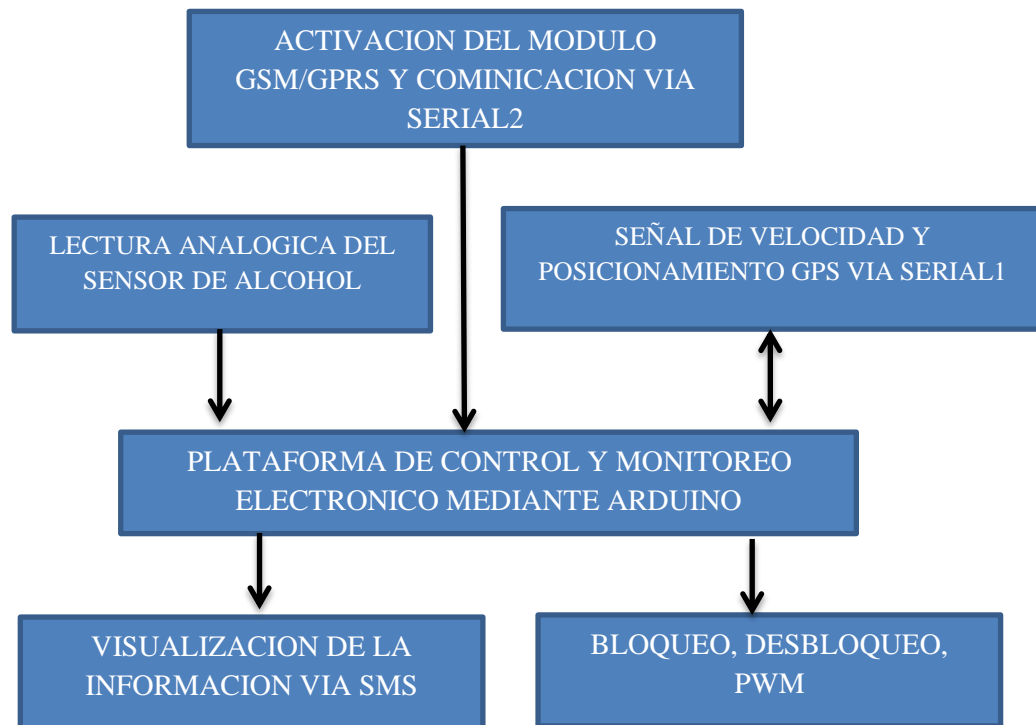 ACTIVACION DEL MODULO
GSM/GPRS Y COMINICACION VIA
SERIAL2
LECTURA ANALOGICA DEL
SENSOR DE ALCOHOL
SEÑAL DE VELOCIDAD Y
POSICIONAMIENTO GPS VIA SERIAL1
PLATAFORMA DE CONTROL Y MONITOREO
ELECTRONICO MEDIANTE ARDUINO
VISUALIZACION DE LA
INFORMACION VIA SMS
BLOQUEO, DESBLOQUEO,
PWM